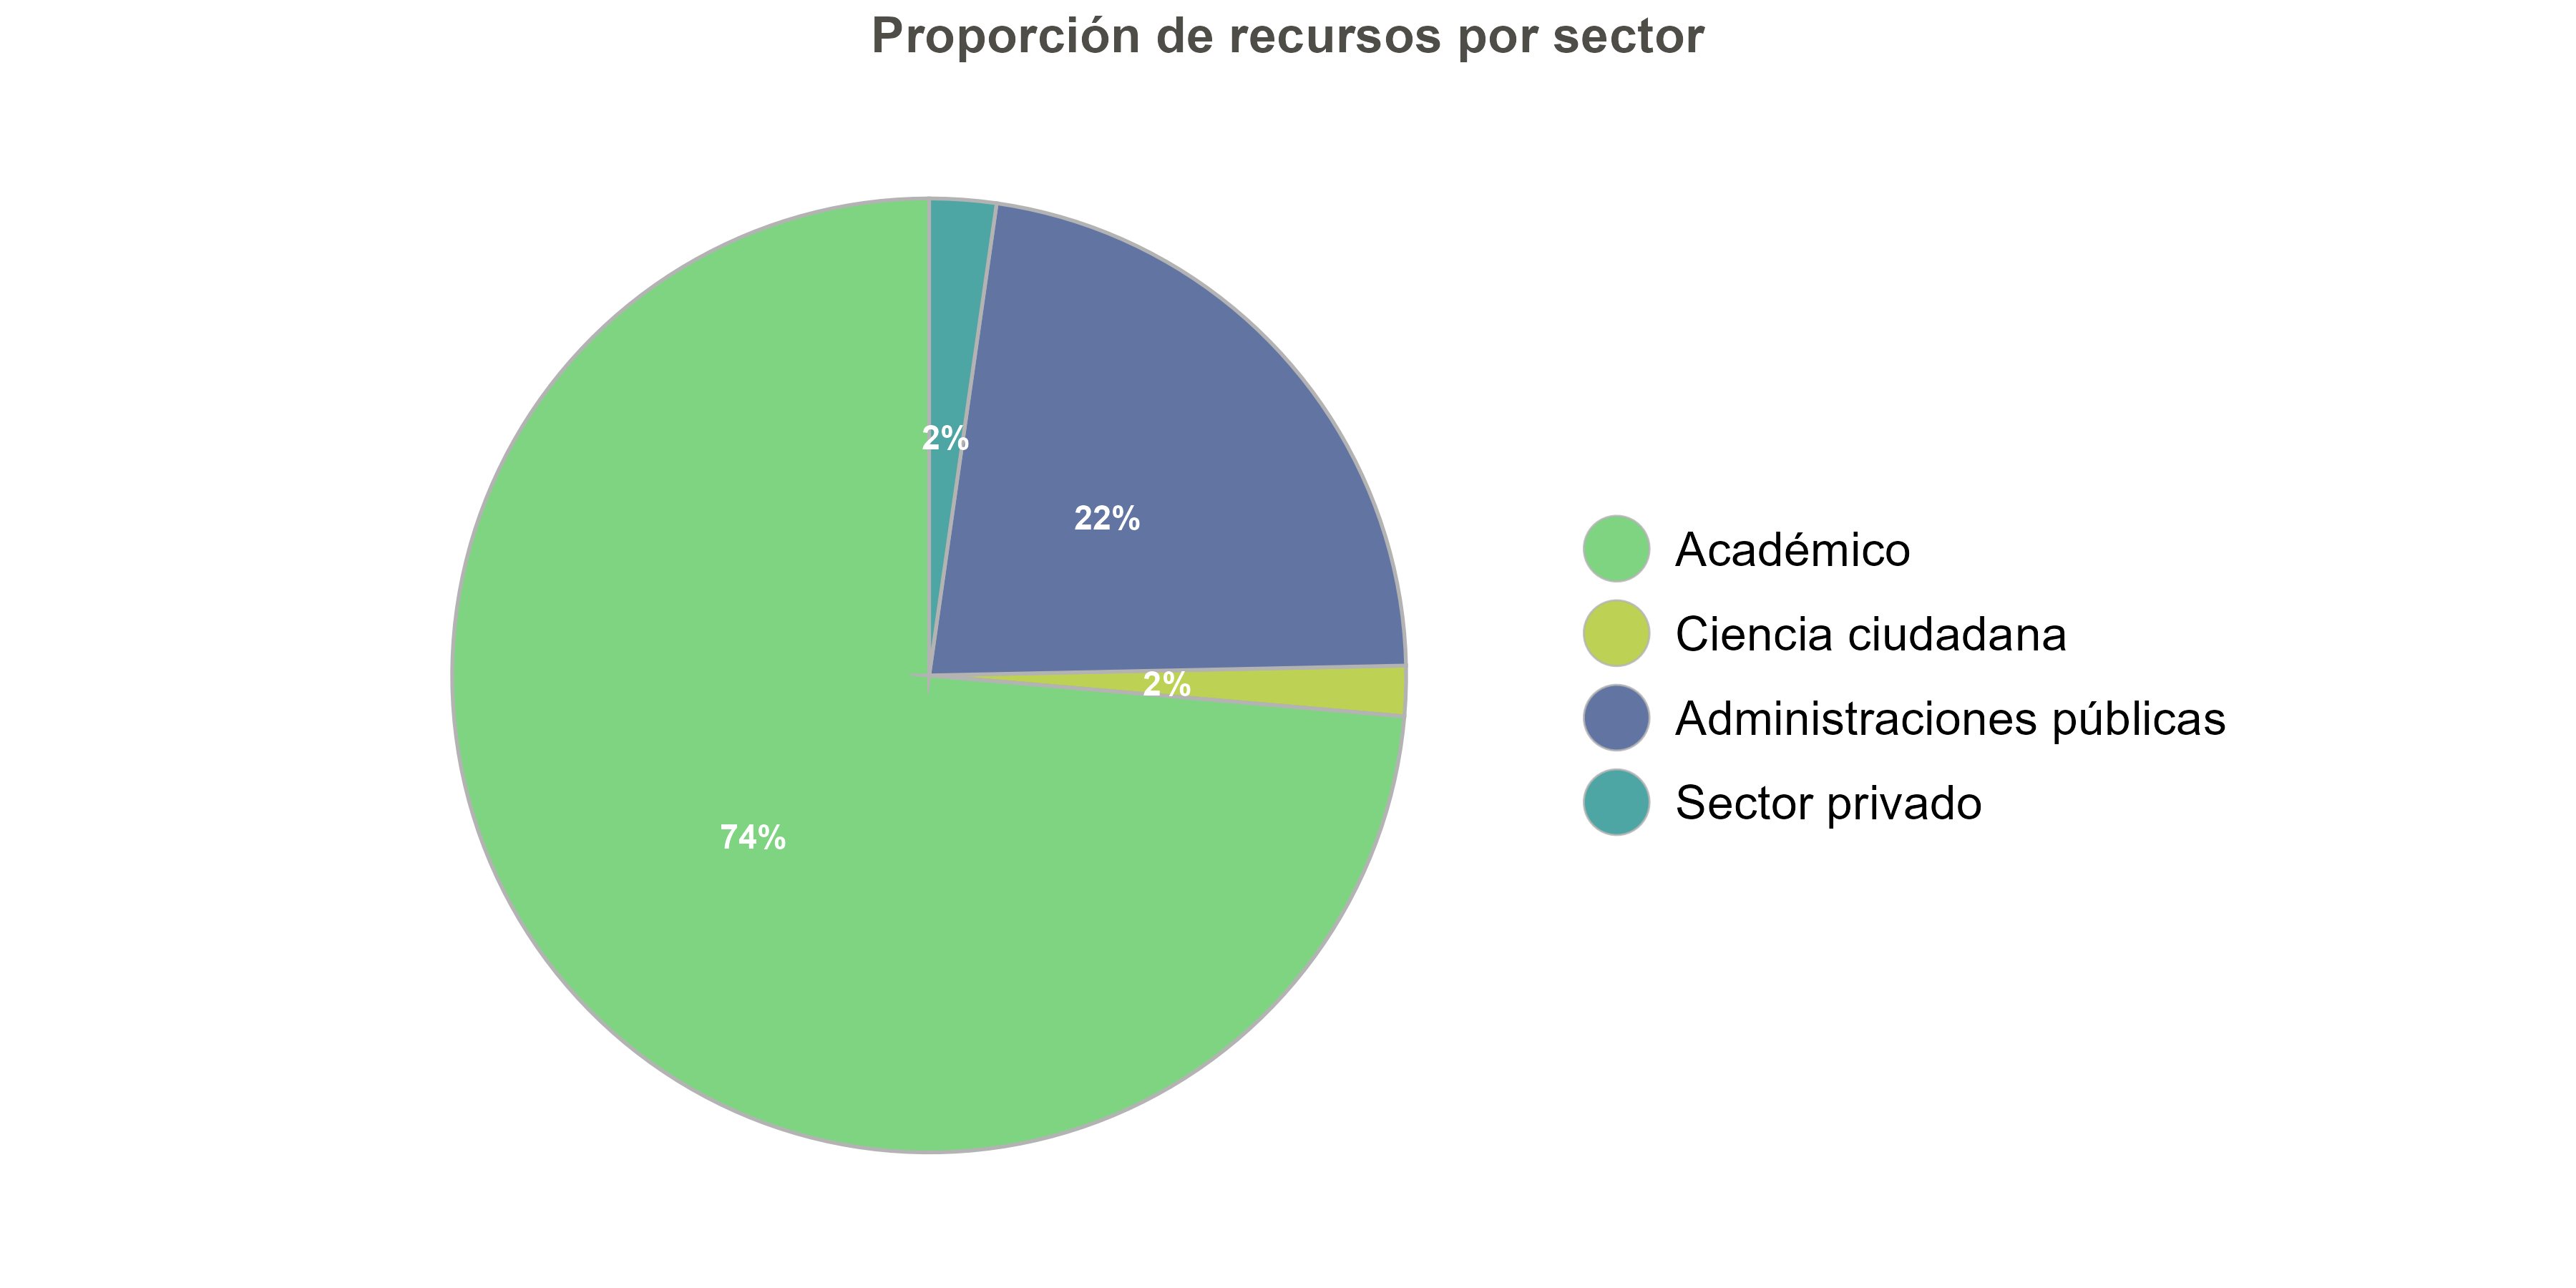 Proporción de recursos por sector
2%
22%
2%
74%
Académico
Ciencia ciudadana
Administraciones públicas
Sector privado